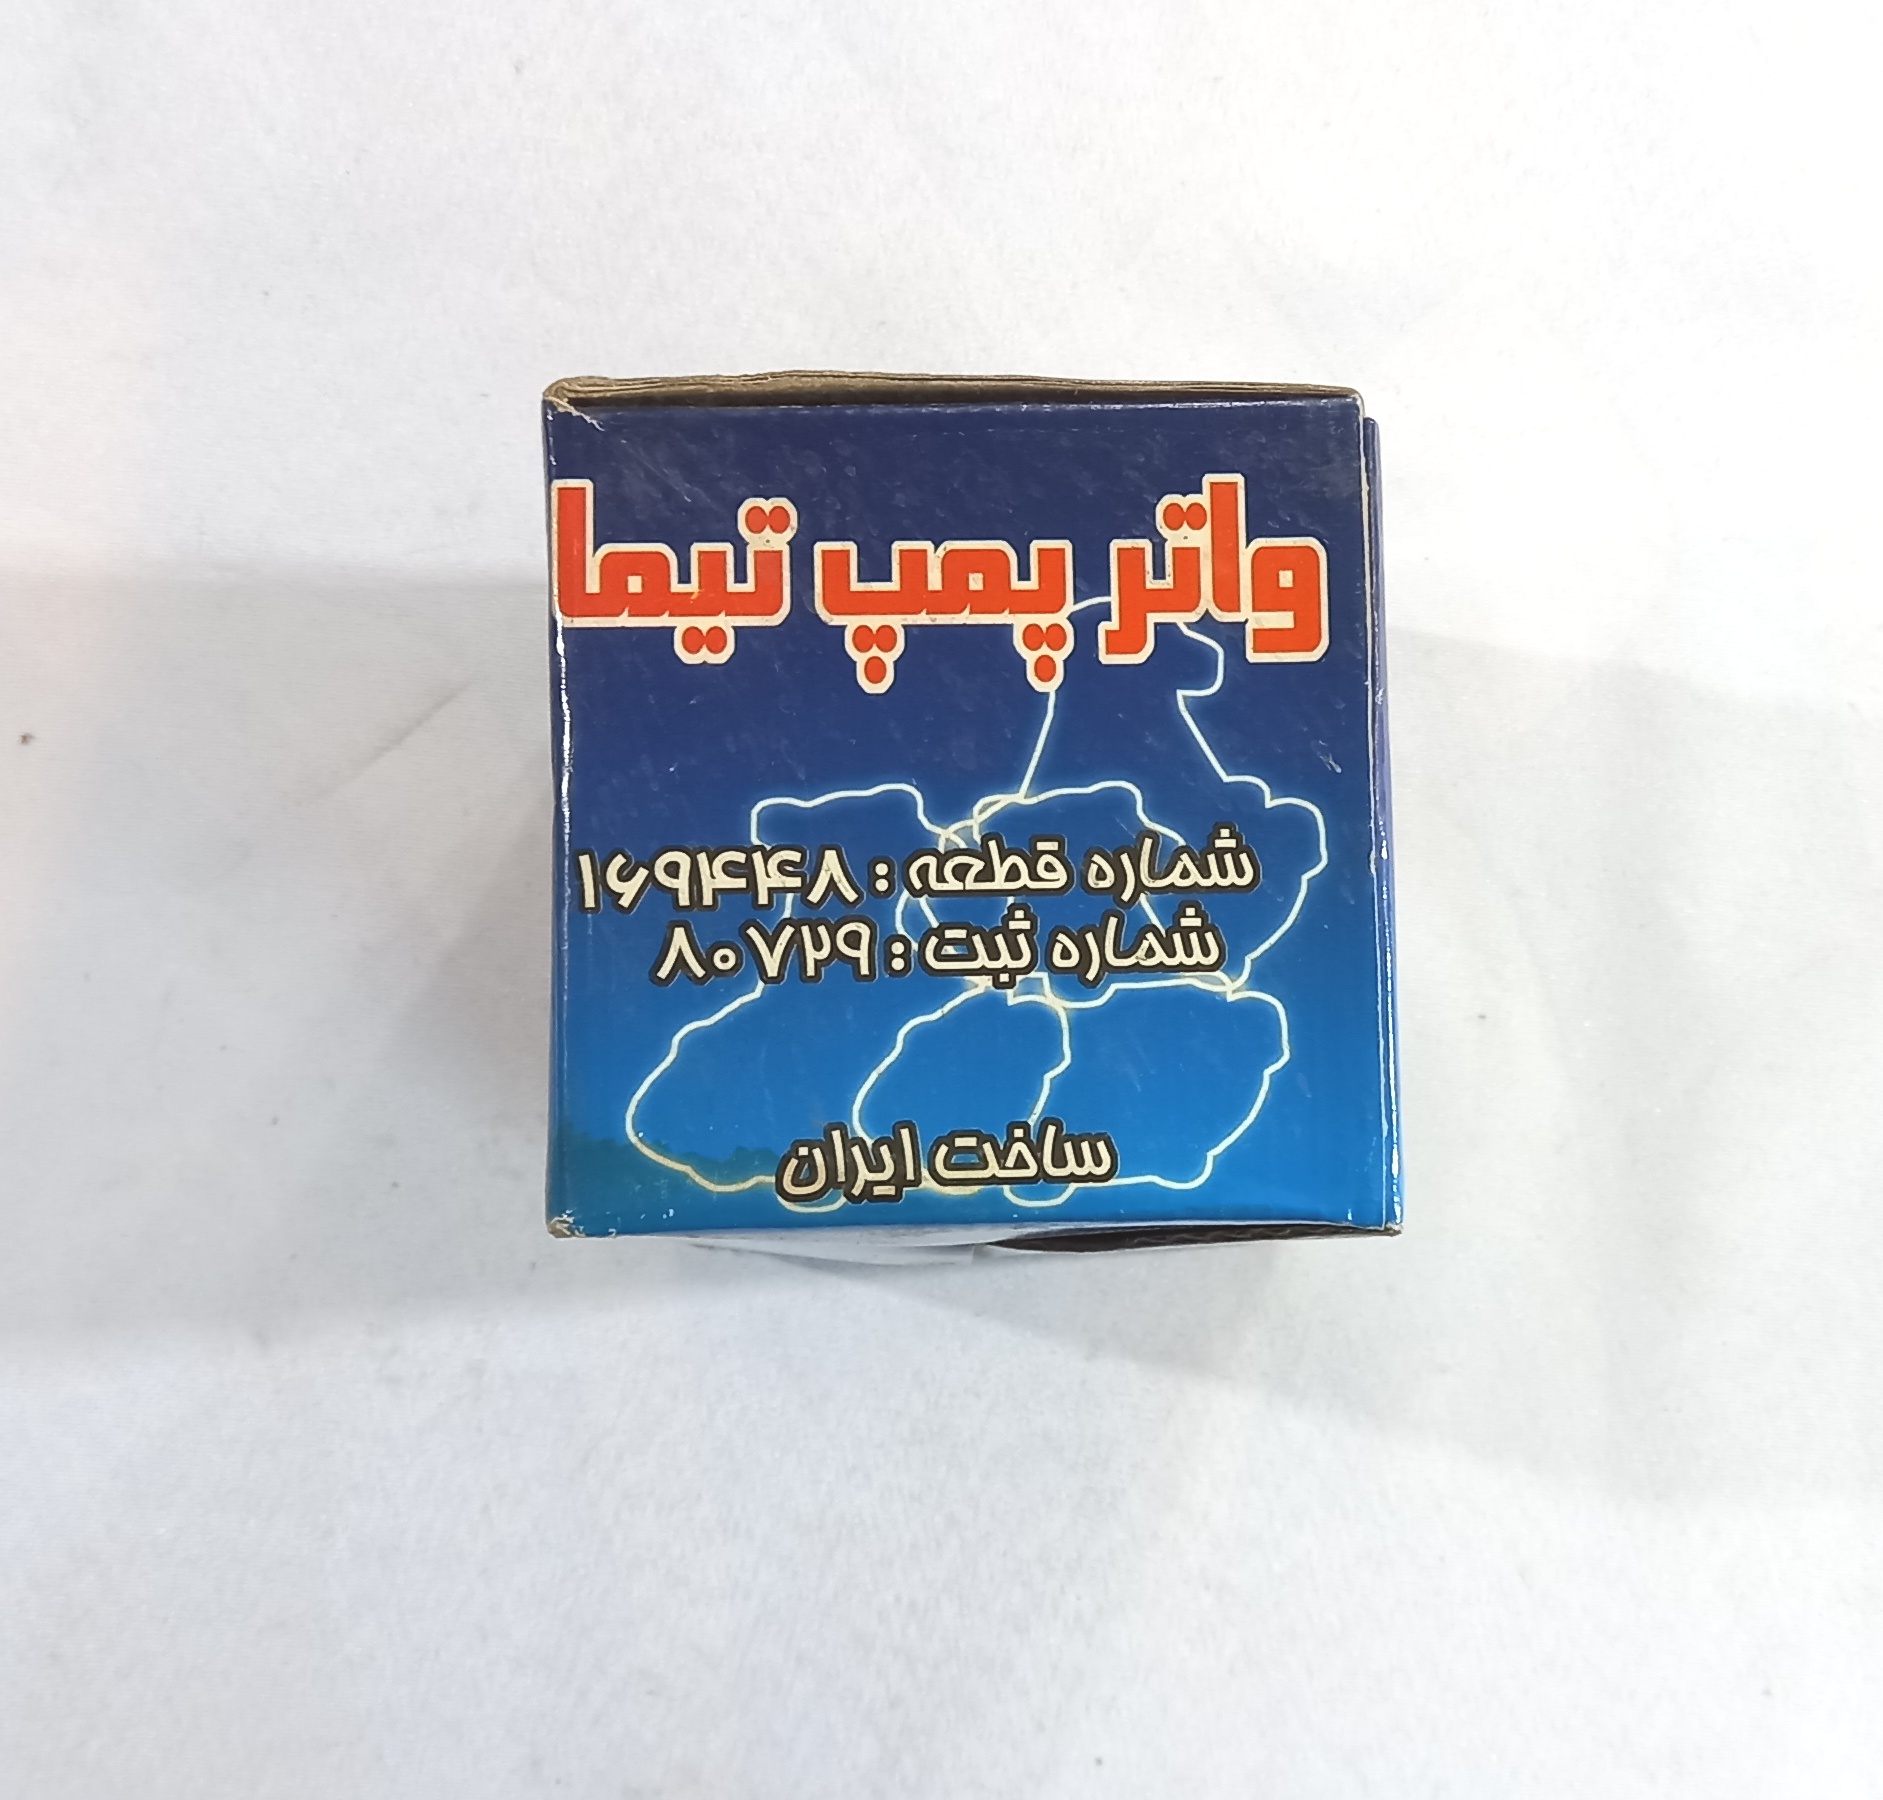 واتر پمپ تیما
شماره قطعه : ۱۶۹۴۴۴۸
شماره ثبت : ۸۰۷۲۹
ساخت ایران